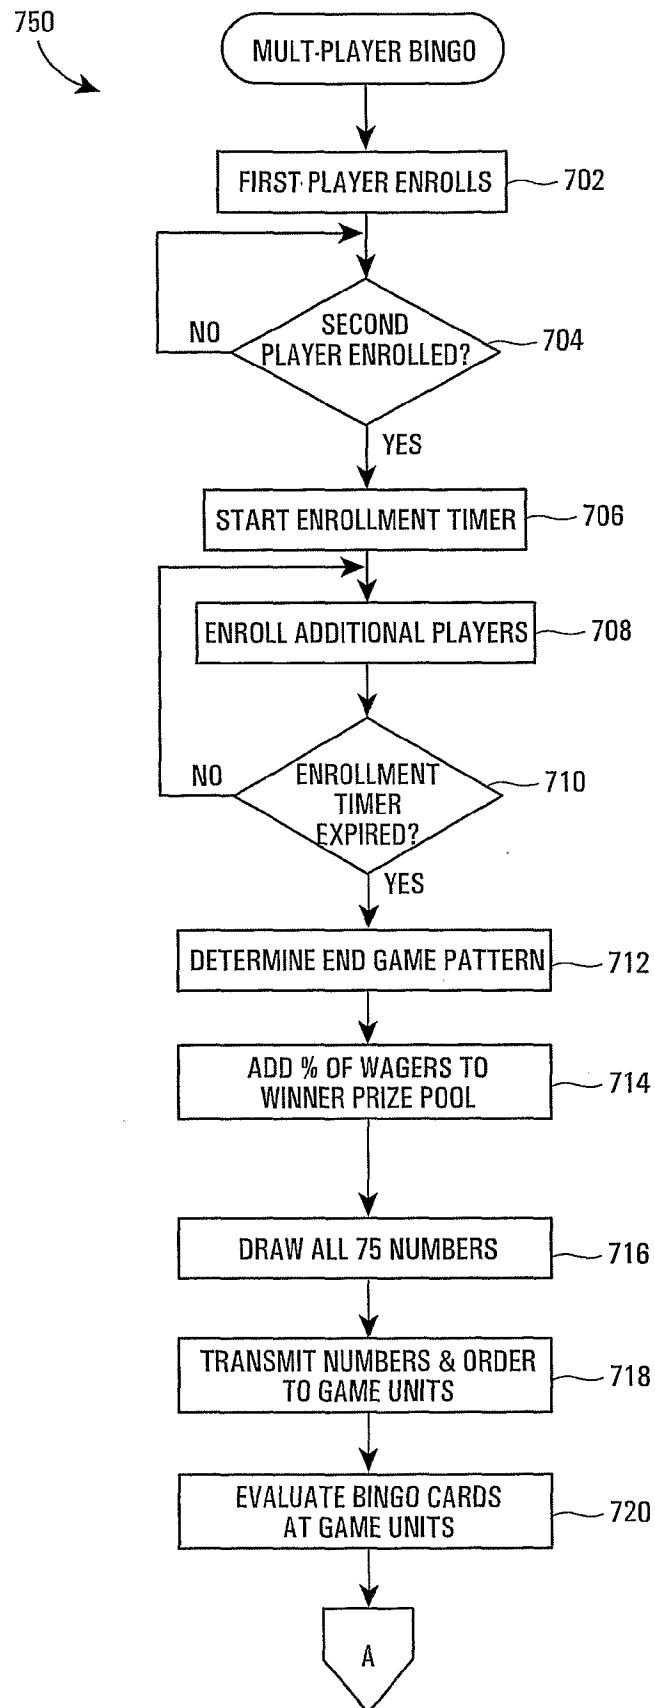 750
MULT-PLAYER BINGO
FIRST PLAYER ENROLLS
702
SECOND
PLAYER ENROLLED?
704
NO
YES
START ENROLLMENT TIMER
706
ENROLL ADDITIONAL PLAYERS
708
ENROLLMENT
TIMER
EXPIRED?
710
NO
YES
DETERMINE END GAME PATTERN
712
ADD % OF WAGERS TO
WINNER PRIZE POOL
714
DRAW ALL 75 NUMBERS
716
TRANSMIT NUMBERS & ORDER
TO GAME UNITS
718
EVALUATE BINGO CARDS
AT GAME UNITS
720
A